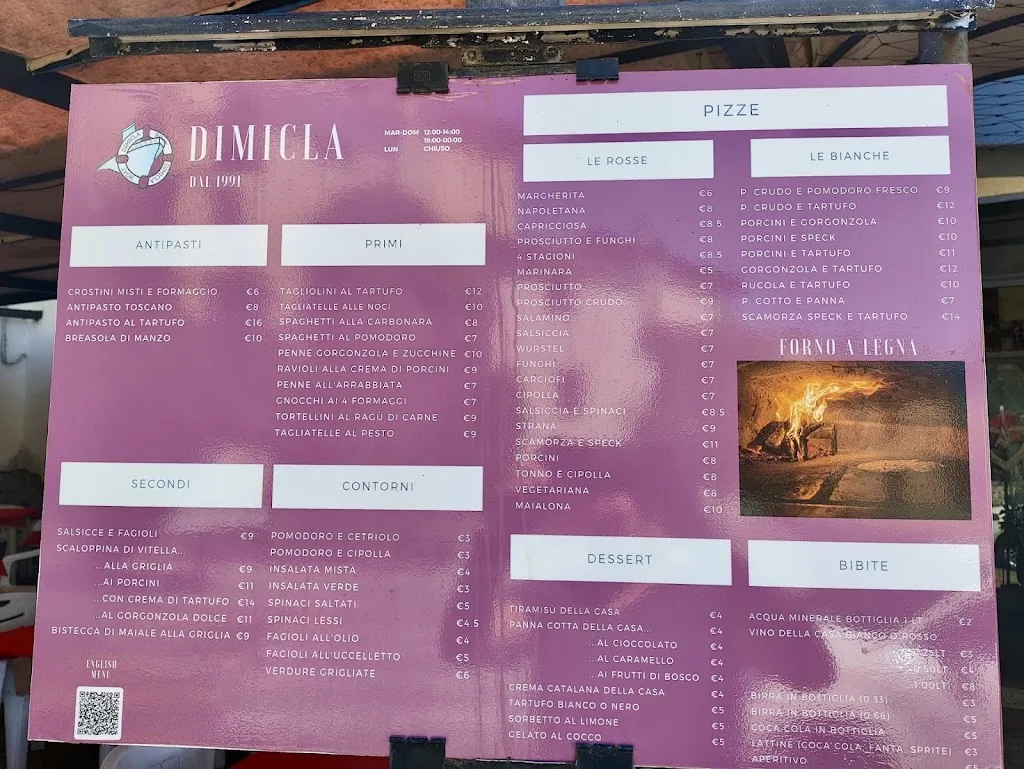 DIMICLA
DAL 1991
MAR-DOM 12:00-14:00
19:00-00:00
LUN CHIUSO
ANTIPASTI
CROSTINI MISTI E FORMAGGIO €6
ANTIPASTO TOSCANO €8
ANTIPASTO AL TARTUFO €16
BREASOLA DI MANZO €10
PRIMI
TAGLIOLINI AL TARTUFO €12
TAGLIATELLE ALLE NOCI €10
SPAGHETTI ALLA CARBONARA €8
SPAGHETTI AL POMODORO €7
PENNE GORGONZOLA E ZUCCHINE €10
RAVIOLI ALLA CREMA DI PORCINI €9
PENNE ALL'ARRABBIATA €7
GNOCCHI AI 4 FORMAGGI €7
TORTELLINI AL RAGÙ DI CARNE €9
TAGLIATELLE AL PESTO €9
SECONDI
SALSICCE E FAGIOLI €9
SCALOPPINA DI VITELLA...
...ALLA GRIGLIA €9
...AI PORCINI €11
...CON CREMA DI TARTUFO €14
...AL GORGONZOLA DOLCE €11
BISTECCA DI MAIALE ALLA GRIGLIA €9
ENGLISH
MENU
CONTORNI
POMODORO E CETRIOLO €3
POMODORO E CIPOLLA €3
INSALATA MISTA €4
INSALATA VERDE €3
SPINACI SALTATI €5
SPINACI LESSI €4.5
FAGIOLI ALL'OLIO €4
FAGIOLI ALL'UCCELLETTO €5
VERDURE GRIGLIATE €6
PIZZE
LE ROSSE
MARGHERITA €6
NAPOLETANA €8
CAPRICCIOSA €8.5
PROSCIUTTO E FUNGHI €8
4 STAGIONI €8.5
MARINARA €5
PROSCIUTTO €7
PROSCIUTTO CRUDO €9
SALAMINO €7
SALSICCIA €7
WURSTEL €7
FUNGHI €7
CARCIOFI €7
CIPOLLA €7
SALSICCIA E SPINACI €8.5
STRANA €9
SCAMORZA E SPECK €11
PORCINI €8
TONNO E CIPOLLA €8
VEGETARIANA €8
MAIALONA €10
LE BIANCHE
P. CRUDO E POMODORO FRESCO €9
P. CRUDO E TARTUFO €12
PORCINI E GORGONZOLA €10
PORCINI E SPECK €10
PORCINI E TARTUFO €11
GORGONZOLA E TARTUFO €12
RUCOLA E TARTUFO €10
P. COTTO E PANNA €7
SCAMORZA SPECK E TARTUFO €14
FORNO A LEGNA
DESSERT
TIRAMISÙ DELLA CASA €4
PANNA COTTA DELLA CASA... €4
...AL CIOCCOLATO €4
...AL CARAMELLO €4
...AI FRUTTI DI BOSCO €4
CREMA CATALANA DELLA CASA €4
TARTUFO BIANCO O NERO €5
SORBETTO AL LIMONE €5
GELATO AL COCCO €5
BIBITE
ACQUA MINERALE BOTTIGLIA 1 LT €2
VINO DELLA CASA BIANCO O ROSSO
€3
0.50LT €4
1.00LT €8
BIRRA IN BOTTIGLIA (0.33) €3
BIRRA IN BOTTIGLIA (0.66) €5
COCA COLA IN BOTTIGLIA €5
LATTINE (COCA COLA, FANTA, SPRITE) €3
APERITIVO €5